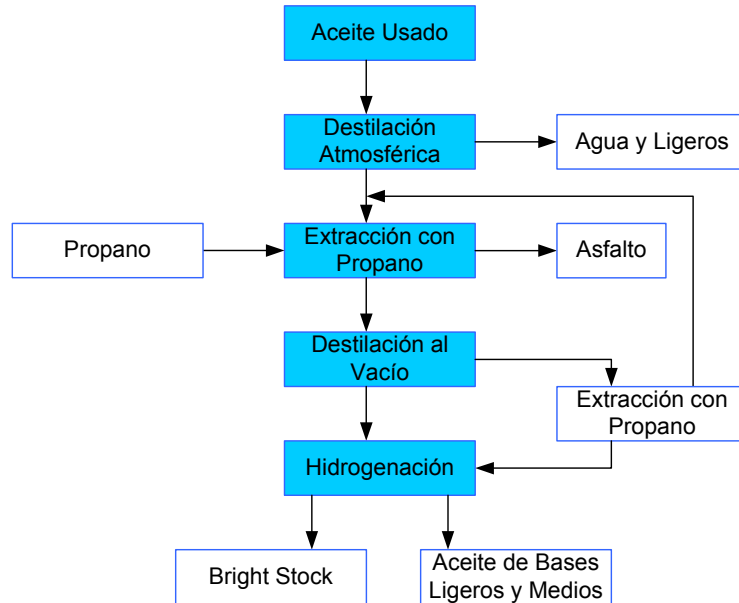 Aceite Usado
Destilación
Atmosférica
Agua y Ligeros
Propano
Extracción con
Propano
Asfalto
Destilación al
Vacío
Extracción con
Propano
Hidrogenación
Bright Stock
Aceite de Bases
Ligeros y Medios